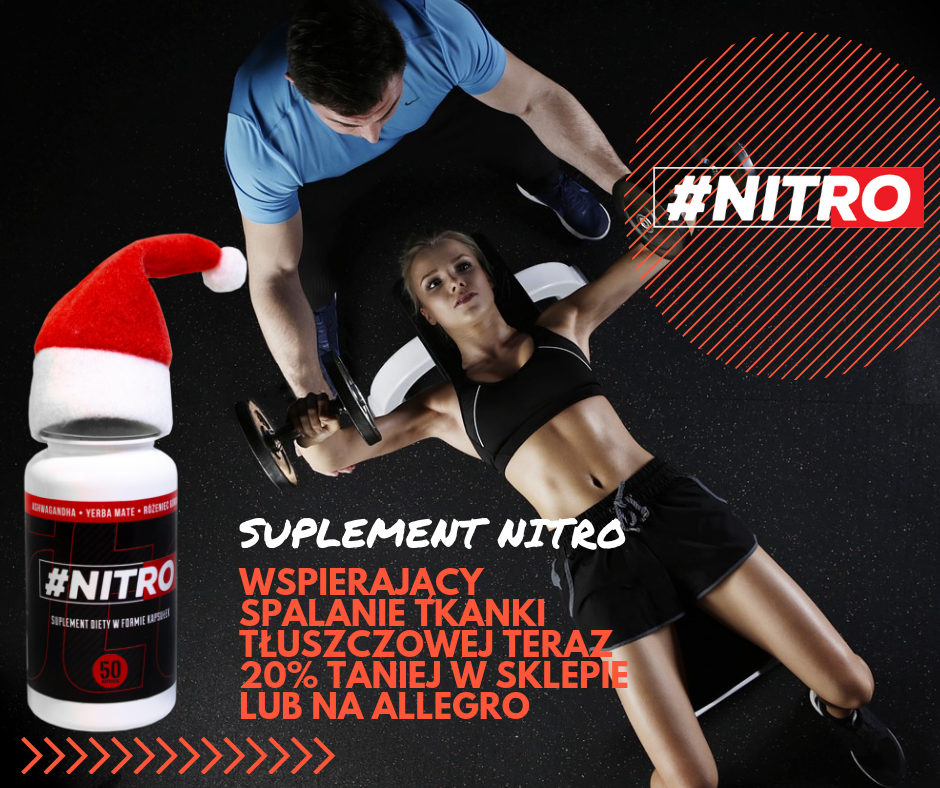 #NITRO
ASHWAGANDHA • YERBA MATE • RÓŻENIEC
#NITRO
SUPLEMENT DIETY W FORMIE KAPSUŁEK
50
SUPLEMENT NITRO
WSPIERAJĄCY
SPALANIE TKANKI
TŁUSZCZOWEJ TERAZ
20% TANIEJ W SKLEPIE
LUB NA ALLEGRO